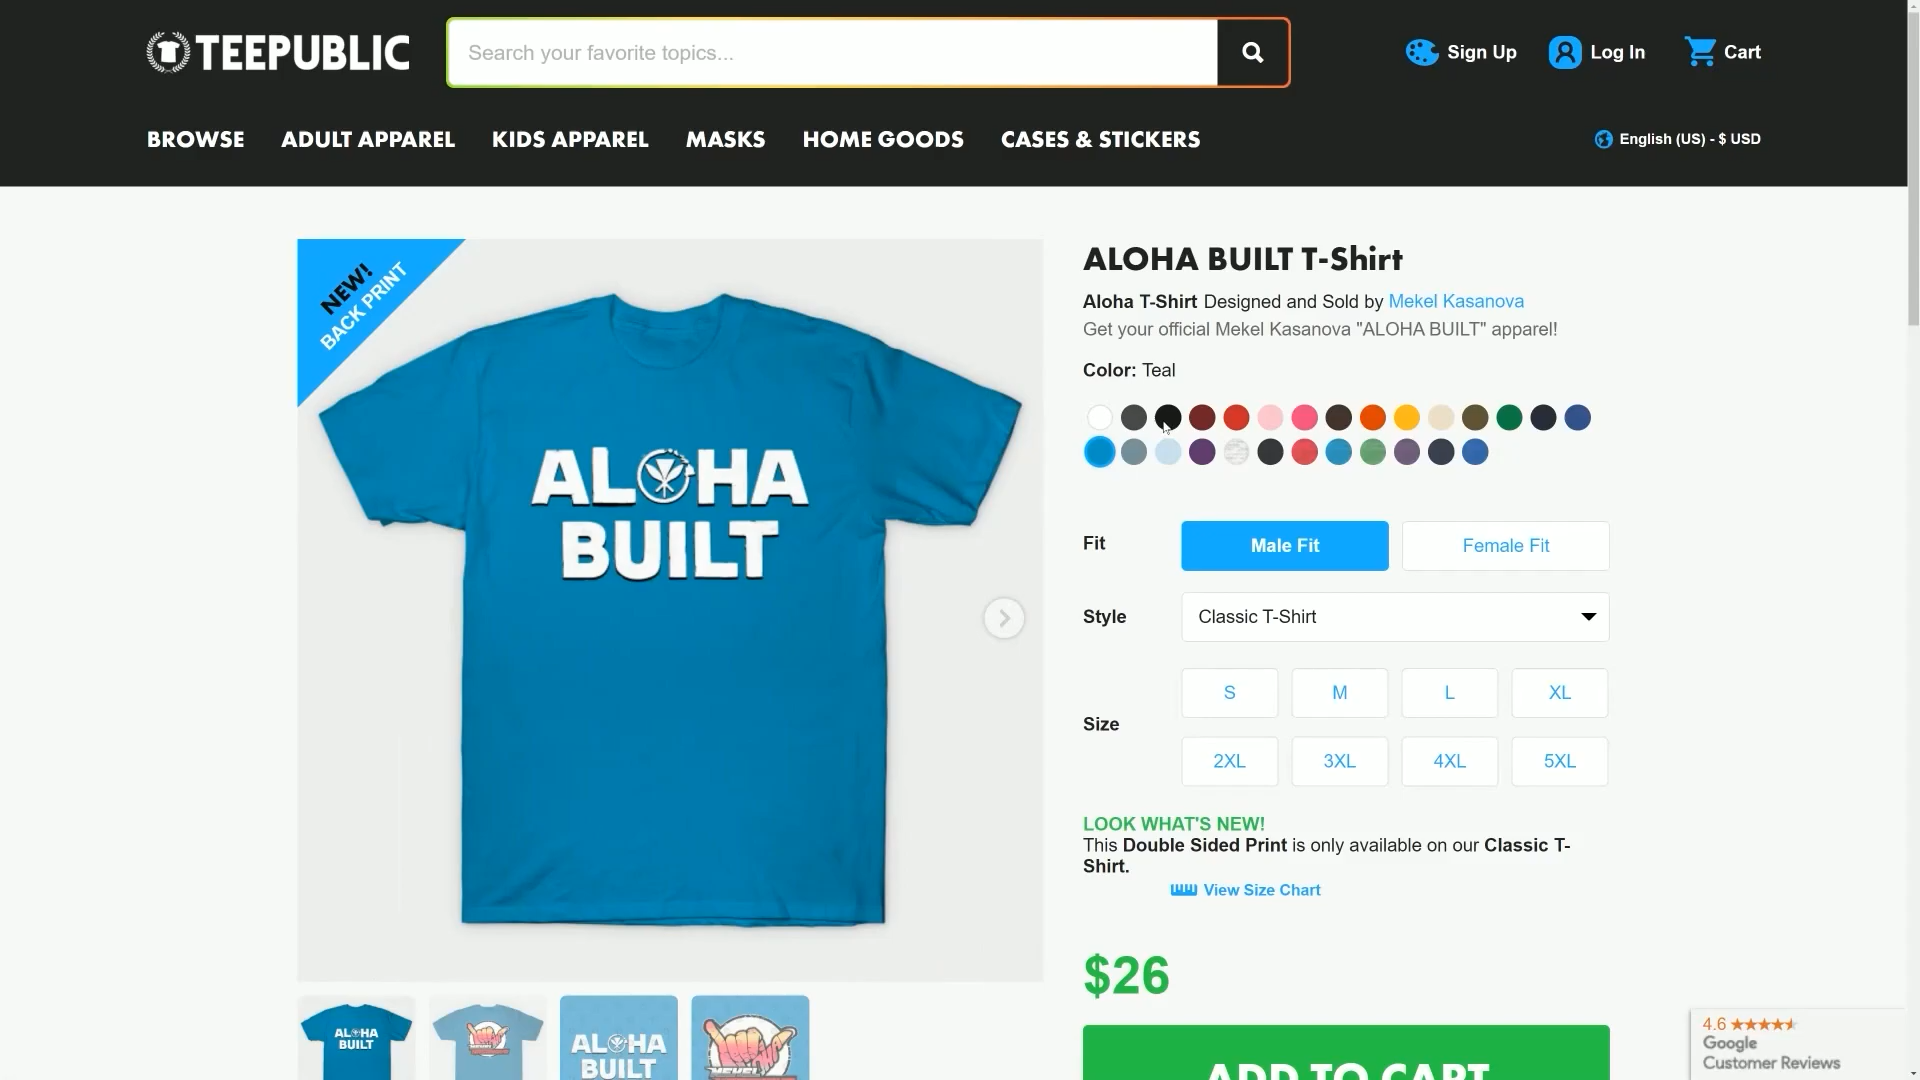 TEEPUBLIC
Search your favorite topics...
Sign Up
Log In
Cart
BROWSE
ADULT APPAREL
KIDS APPAREL
MASKS
HOME GOODS
CASES & STICKERS
English (US) - $ USD
NEW!
BACK PRINT
ALOHA
BUILT
ALOHA BUILT T-Shirt
Aloha T-Shirt Designed and Sold by Mekel Kasanova
Get your official Mekel Kasanova "ALOHA BUILT" apparel!
Color: Teal
Fit
Male Fit
Female Fit
Style
Classic T-Shirt
Size
S
M
L
XL
2XL
3XL
4XL
5XL
LOOK WHAT'S NEW!
This Double Sided Print is only available on our Classic T-
Shirt.
View Size Chart
$26
ADD TO CART
ALOHA
BUILT
ALOHA
BUILT
MEKEL
4.6
Google
Customer Reviews